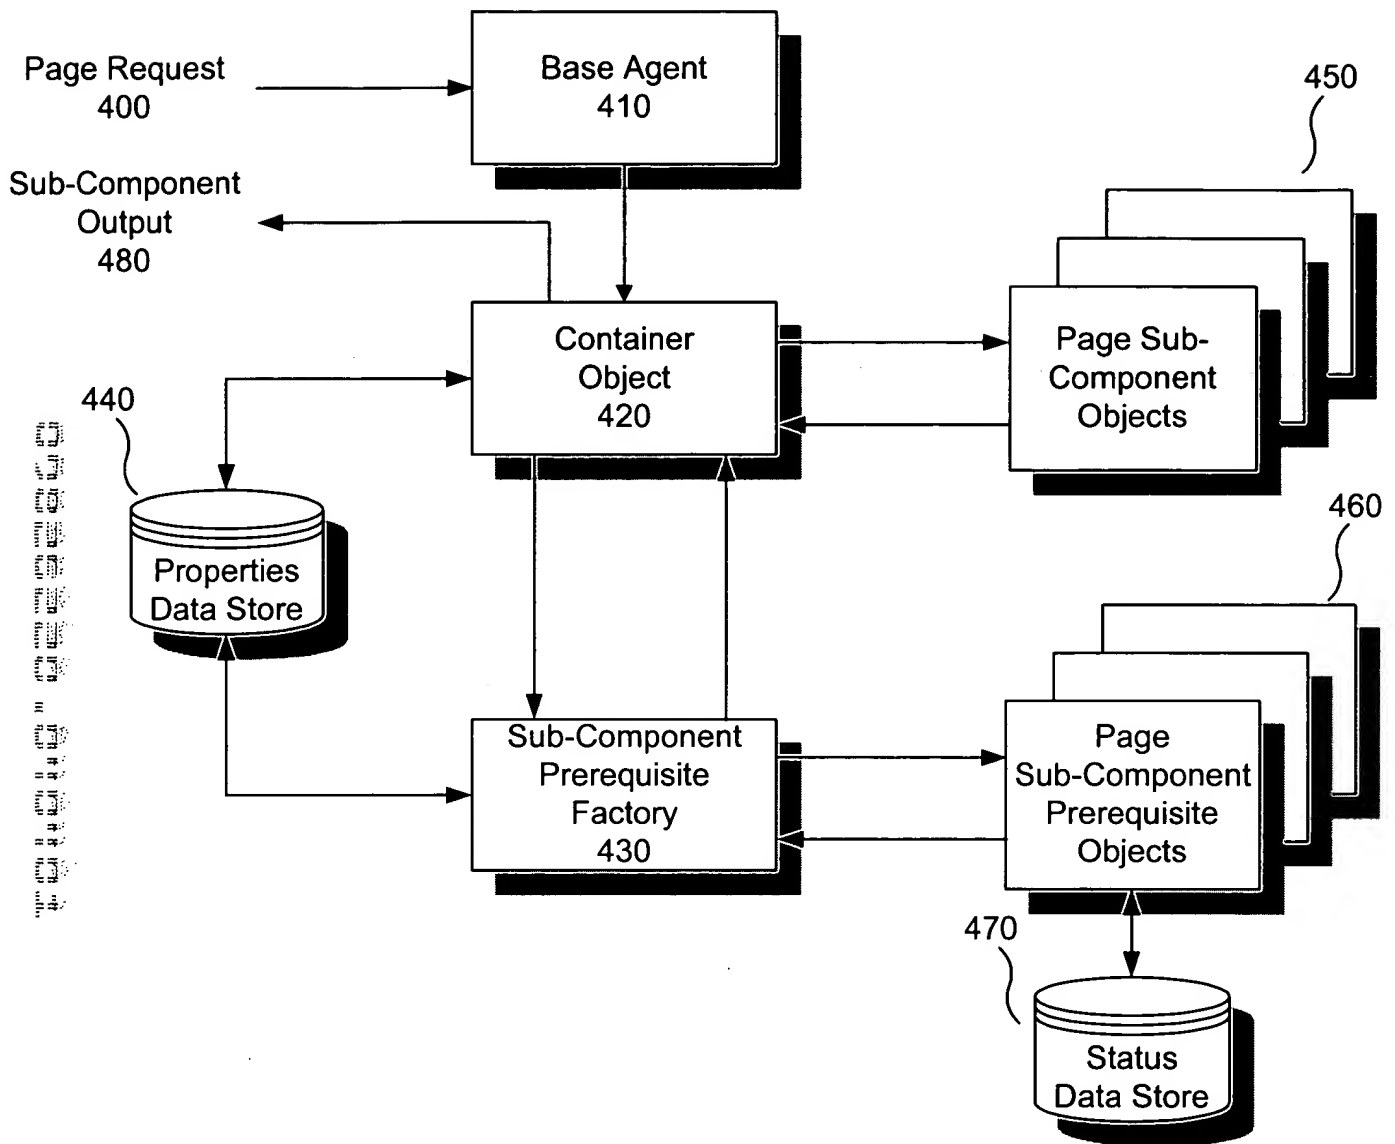 Page Request
400
Base Agent
410
450
Sub-Component
Output
480
Container
Object
420
Page Sub-
Component
Objects
440
Properties
Data Store
460
Sub-Component
Prerequisite
Factory
430
Page
Sub-Component
Prerequisite
Objects
470
Status
Data Store